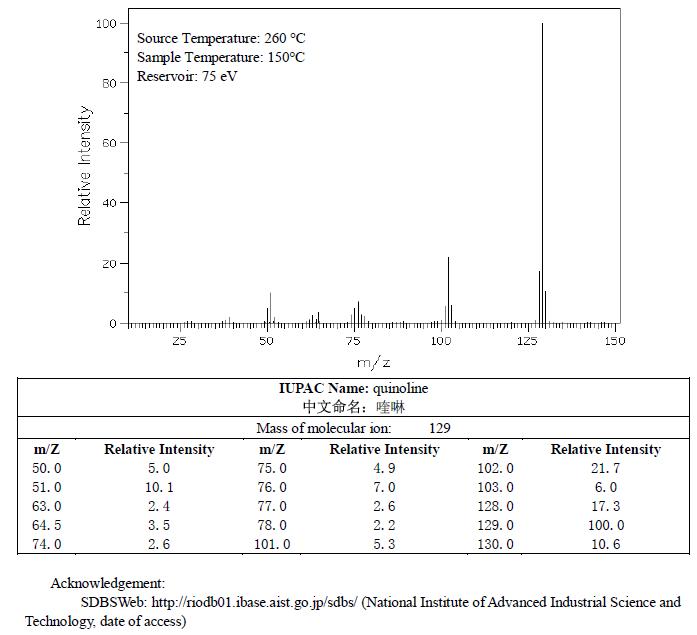 Source Temperature: 260 °C
Sample Temperature: 150°C
Reservoir: 75 eV
Relative Intensity
100
80
60
40
20
0
25 50 75 100 125 150
m/z
IUPAC Name: quinoline
中文命名：喹啉
Mass of molecular ion: 129
m/Z Relative Intensity m/Z Relative Intensity m/Z Relative Intensity
50.0 5.0 75.0 4.9 102.0 21.7
51.0 10.1 76.0 7.0 103.0 6.0
63.0 2.4 77.0 2.6 128.0 17.3
64.5 3.5 78.0 2.2 129.0 100.0
74.0 2.6 101.0 5.3 130.0 10.6
Acknowledgement:
SDBSWeb: http://riodb01.ibase.aist.go.jp/sdbs/ (National Institute of Advanced Industrial Science and
Technology, date of access)